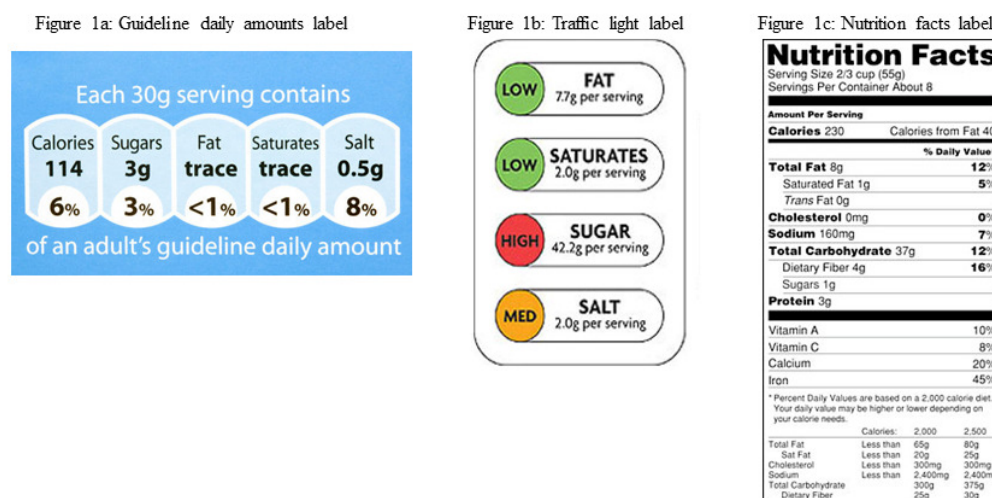 Figure 1a: Guideline daily amounts label
Each 30g serving contains
Calories Sugars Fat Saturates Salt
114 3g trace trace 0.5g
6% 3% <1% <1% 8%
of an adult's guideline daily amount
Figure 1b: Traffic light label
LOW FAT
7.7g per serving
LOW SATURATES
2.0g per serving
HIGH SUGAR
42.2g per serving
MED SALT
2.0g per serving
Figure 1c: Nutrition facts label
Nutrition Facts
Serving Size 2/3 cup (55g)
Servings Per Container About 8
Amount Per Serving
Calories 230 Calories from Fat 40
% Daily Value
Total Fat 8g 12%
Saturated Fat 1g 5%
Trans Fat 0g
Cholesterol 0mg 0%
Sodium 160mg 7%
Total Carbohydrate 37g 12%
Dietary Fiber 4g 16%
Sugars 1g
Protein 3g
Vitamin A 10%
Vitamin C 8%
Calcium 20%
Iron 45%
* Percent Daily Values are based on a 2,000 calorie diet.
Your daily value may be higher or lower depending on
your calorie needs.
Calories: 2,000 2,500
Total Fat Less than 65g 80g
Sat Fat Less than 20g 25g
Cholesterol Less than 300mg 300mg
Sodium Less than 2,400mg 2,400m
Total Carbohydrate 300g 375g
Dietary Fiber 25g 30g